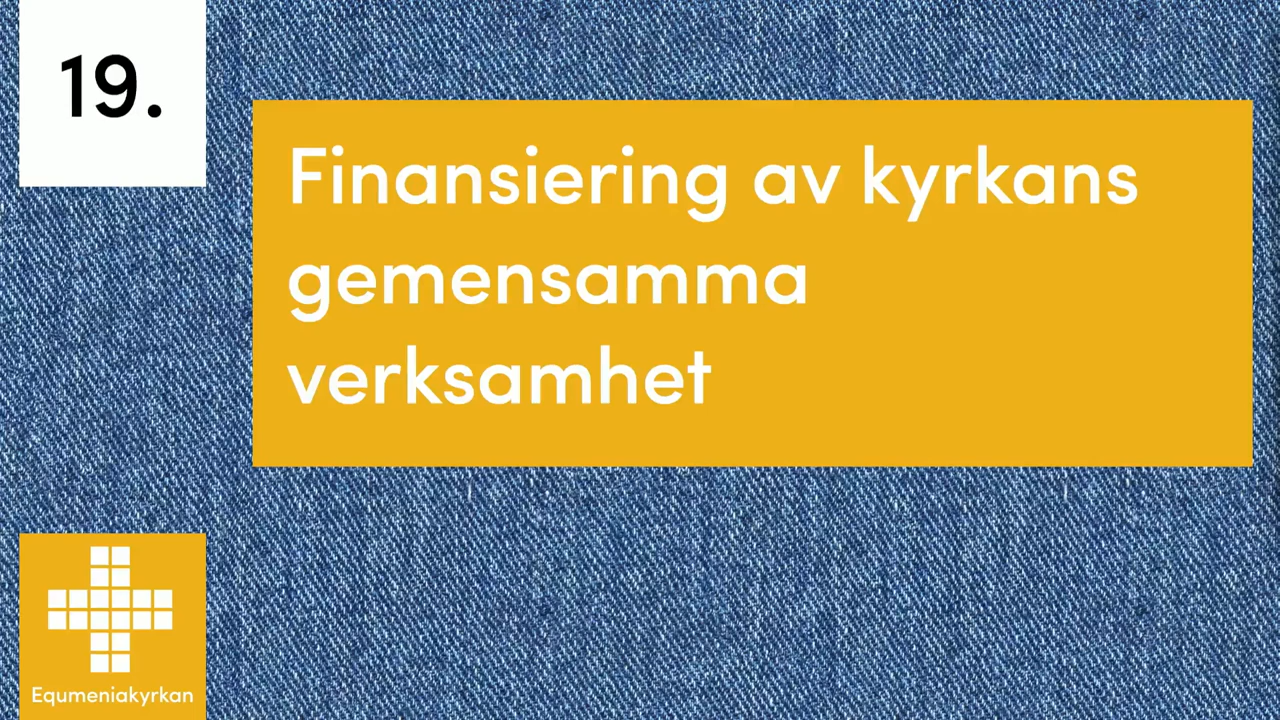 19.
Finansiering av kyrkans
gemensamma
verksamhet
Equmeniakyrkan